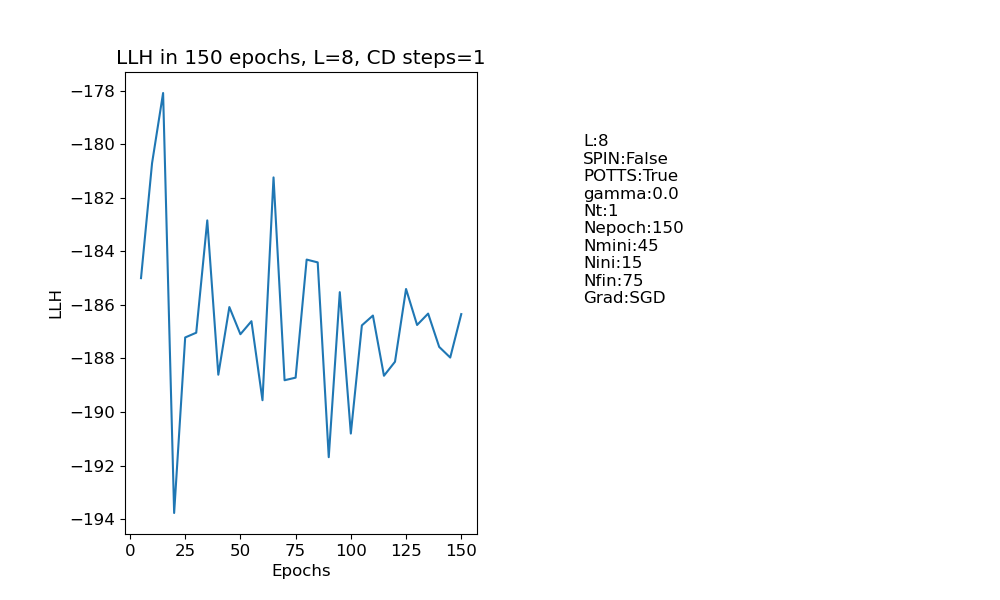 LLH in 150 epochs, L=8, CD steps=1
−178
−180
−182
−184
−186
−188
−190
−192
−194
LLH
0 25 50 75 100 125 150
Epochs
L:8
SPIN:False
POTTS:True
gamma:0.0
Nt:1
Nepoch:150
Nmini:45
Nini:15
Nfin:75
Grad:SGD